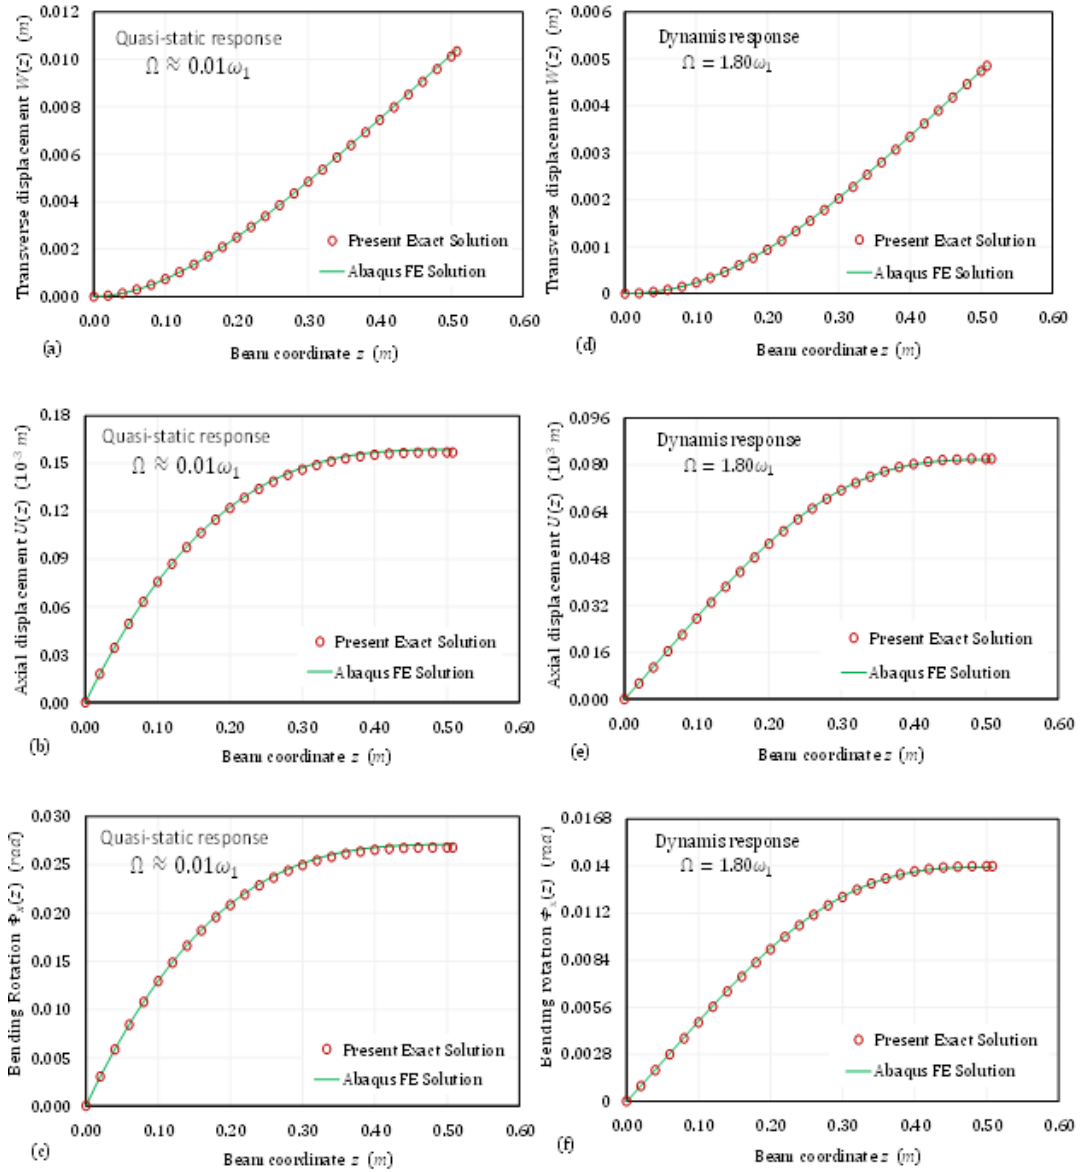 Transverse displacement W(z) (m)
0.012
0.010
0.008
0.006
0.004
0.002
0.000
Quasi-static response
Ω ≈ 0.01ω₁
Present Exact Solution
Abaqus FE Solution
0.00 0.10 0.20 0.30 0.40 0.50 0.60
(a)
Beam coordinate z (m)
Transverse displacement W(z) (m)
0.006
0.005
0.004
0.003
0.002
0.001
0
Dynamis response
Ω = 1.80ω₁
Present Exact Solution
Abaqus FE Solution
0.00 0.10 0.20 0.30 0.40 0.50 0.60
(d)
Beam coordinate z (m)
Axial displacement U(z) (10⁻³ m)
0.18
0.15
0.12
0.09
0.06
0.03
0.00
Quasi-static response
Ω ≈ 0.01ω₁
Present Exact Solution
Abaqus FE Solution
0.00 0.10 0.20 0.30 0.40 0.50 0.60
(b)
Beam coordinate z (m)
Axial displacement U(z) (10³ m)
0.096
0.080
0.064
0.048
0.032
0.016
0.000
Dynamis response
Ω = 1.80ω₁
Present Exact Solution
Abaqus FE Solution
0.00 0.10 0.20 0.30 0.40 0.50 0.60
(e)
Beam coordinate z (m)
Bending Rotation Φₓ(z) (rad)
0.030
0.025
0.020
0.015
0.010
0.005
0.000
Quasi-static response
Ω ≈ 0.01ω₁
Present Exact Solution
Abaqus FE Solution
0.00 0.10 0.20 0.30 0.40 0.50 0.60
(c)
Beam coordinate z (m)
Bending rotation Φₓ(z) (rad)
0.0168
0.014
0.0112
0.0084
0.0056
0.0028
0
Dynamis response
Ω = 1.80ω₁
Present Exact Solution
Abaqus FE Solution
0.00 0.10 0.20 0.30 0.40 0.50 0.60
(f)
Beam coordinate z (m)